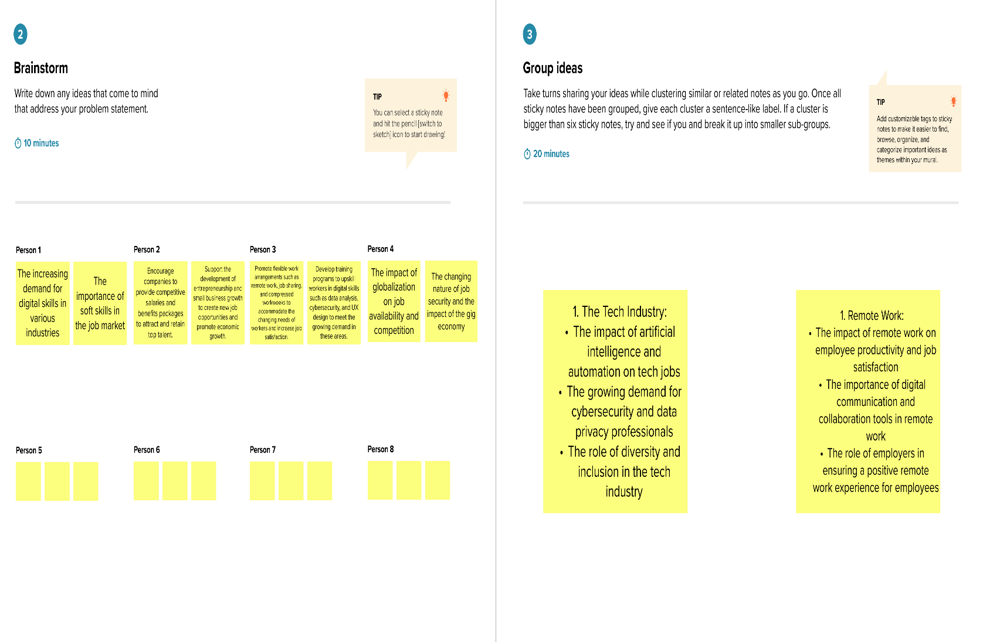 2
Brainstorm
Write down any ideas that come to mind
that address your problem statement.
10 minutes
TIP
You can select a sticky note
and hit the pencil [switch to
sketch] icon to start drawing!
Person 1
The increasing
demand for
digital skills in
various
industries
The
importance of
soft skills in
the job market
Person 2
Encourage
companies to
provide competitive
salaries and
benefits packages
to attract and retain
top talent.
Support the
development of
entrepreneurship and
small business growth
to create new job
opportunities and
promote economic
growth.
Person 3
Promote flexible work
arrangements such as
remote work, job sharing,
and compressed
workweeks to
accommodate the
changing needs of
workers and increase job
satisfaction.
Develop training
programs to upskill
workers in digital skills
such as data analysis,
cybersecurity, and UX
design to meet the
growing demand in
these areas.
Person 4
The impact of
globalization
on job
availability and
competition
The changing
nature of job
security and the
impact of the gig
economy
Person 5
Person 6
Person 7
Person 8
3
Group ideas
Take turns sharing your ideas while clustering similar or related notes as you go. Once all
sticky notes have been grouped, give each cluster a sentence-like label. If a cluster is
bigger than six sticky notes, try and see if you and break it up into smaller sub-groups.
20 minutes
TIP
Add customizable tags to sticky
notes to make it easier to find,
browse, organize, and
categorize important ideas as
themes within your mural.
1. The Tech Industry:
• The impact of artificial
intelligence and
automation on tech jobs
• The growing demand for
cybersecurity and data
privacy professionals
• The role of diversity and
inclusion in the tech
industry
1. Remote Work:
• The impact of remote work on
employee productivity and job
satisfaction
• The importance of digital
communication and
collaboration tools in remote
work
• The role of employers in
ensuring a positive remote
work experience for employees